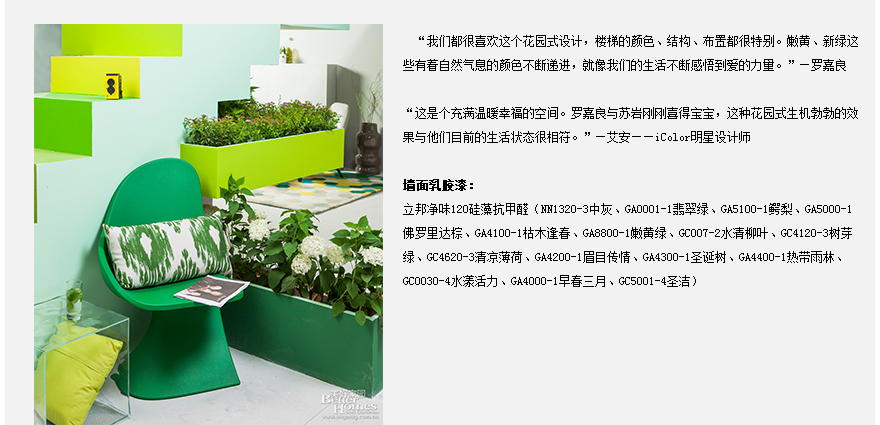 “我们都很喜欢这个花园式设计，楼梯的颜色、结构、布置都很特别。嫩黄、新绿这
些有着自然气息的颜色不断递进，就像我们的生活不断感悟到爱的力量。”—罗嘉良
“这是个充满温暖幸福的空间。罗嘉良与苏岩刚刚喜得宝宝，这种花园式生机勃勃的效
果与他们目前的生活状态很相符。”—艾安——iColor明星设计师
墙面乳胶漆：
立邦净味120硅藻抗甲醛（NN1320-3中灰、GA0001-1翡翠绿、GA5100-1鳄梨、GA5000-1
佛罗里达棕、GA4100-1枯木逢春、GA8800-1嫩黄绿、GC007-2水清柳叶、GC4120-3树芽
绿、GC4620-3清凉薄荷、GA4200-1眉目传情、GA4300-1圣诞树、GA4400-1热带雨林、
GC0030-4水漾活力、GA4000-1早春三月、GC5001-4圣洁）
Better
Homes